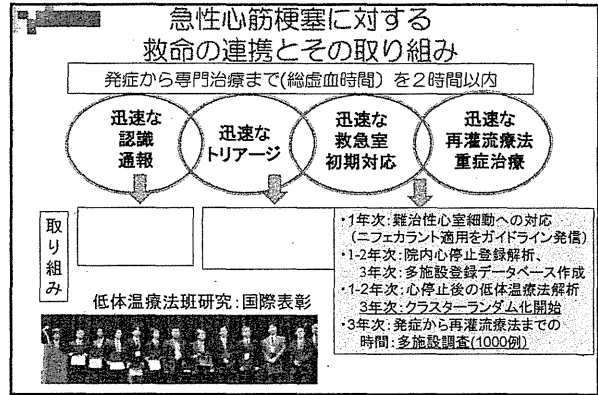 急性心筋梗塞に対する
救命の連携とその取り組み
発症から専門治療まで(総虚血時間)を2時間以内
迅速な
認識
通報
迅速な
トリアージ
迅速な
救急室
初期対応
迅速な
再灌流療法
重症治療
取り組み
・1年次:難治性心室細動への対応
(ニフェカラント適用をガイドライン発信)
・1-2年次:院内心停止登録解析、
3年次:多施設登録データベース作成
・1-2年次:心停止後の低体温療法解析
3年次:クラスターランダム化開始
・3年次:発症から再灌流療法までの
時間:多施設調査(1000例)
低体温療法班研究:国際表彰